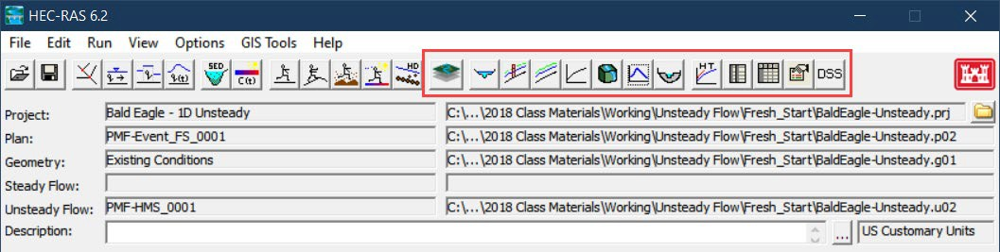 HEC-RAS 6.2
File Edit Run View Options GIS Tools Help
SED C(t) HD HT DSS
Project: Bald Eagle - 1D Unsteady C:\...\2018 Class Materials\Working\Unsteady Flow\Fresh_Start\BaldEagle-Unsteady.prj
Plan: PMF-Event_FS_0001 C:\...\2018 Class Materials\Working\Unsteady Flow\Fresh_Start\BaldEagle-Unsteady.p02
Geometry: Existing Conditions C:\...\2018 Class Materials\Working\Unsteady Flow\Fresh_Start\BaldEagle-Unsteady.g01
Steady Flow:
Unsteady Flow: PMF-HMS_0001 C:\...\2018 Class Materials\Working\Unsteady Flow\Fresh_Start\BaldEagle-Unsteady.u02
Description: ... US Customary Units